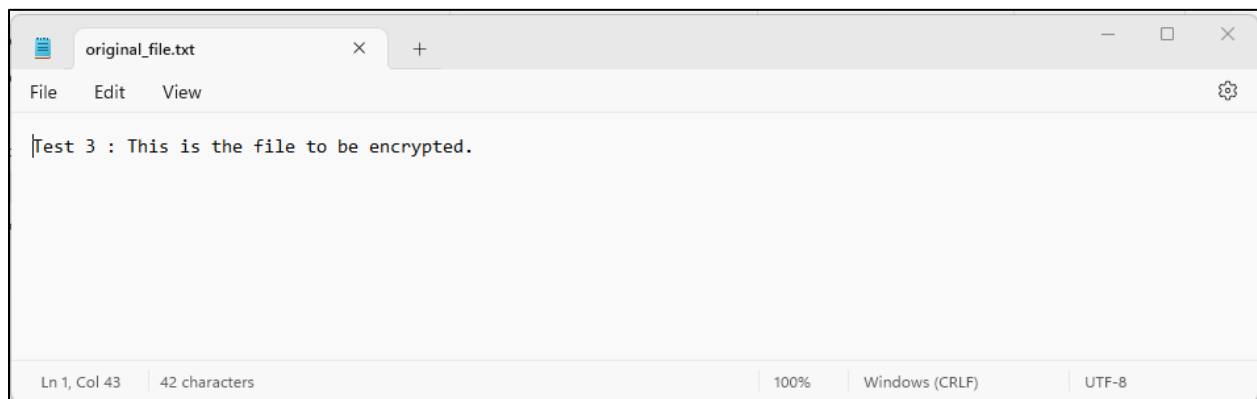 original_file.txt
File Edit View
Test 3 : This is the file to be encrypted.
Ln 1, Col 43 42 characters 100% Windows (CRLF) UTF-8